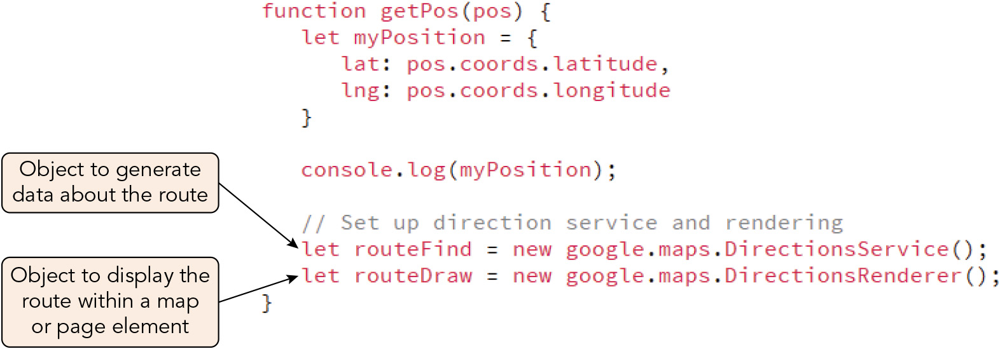 function getPos(pos) {
let myPosition = {
lat: pos.coords.latitude,
lng: pos.coords.longitude
}
console.log(myPosition);
// Set up direction service and rendering
let routeFind = new google.maps.DirectionsService();
let routeDraw = new google.maps.DirectionsRenderer();
}
Object to generate
data about the route
Object to display the
route within a map
or page element